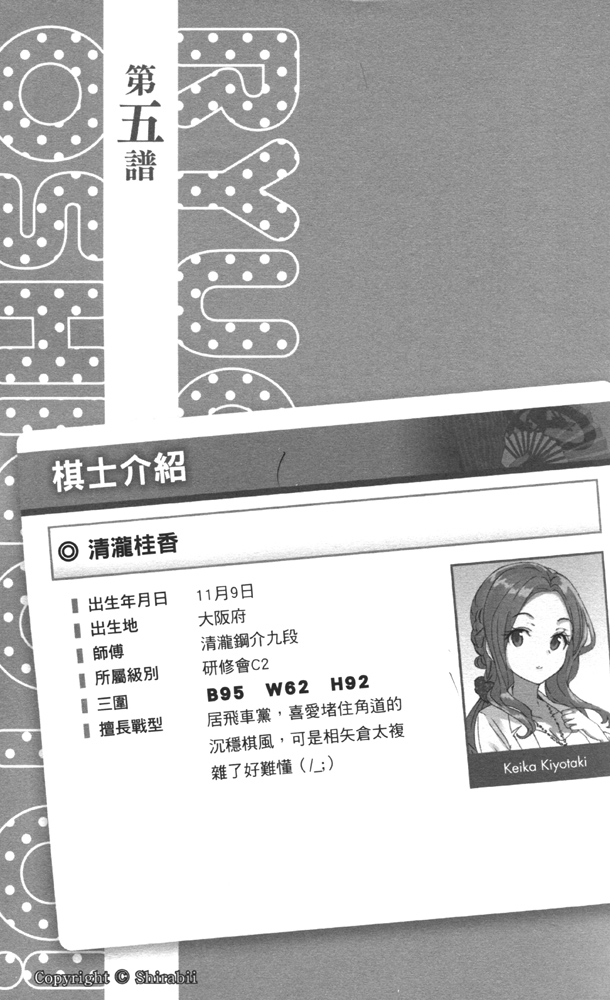 第五譜
RYUO
OSHI
棋士介紹
◎ 清瀧桂香
出生年月日 11月9日
出生地 大阪府
師傅 清瀧鋼介九段
所屬級別 研修會C2
三圍 B95 W62 H92
擅長戰型 居飛車黨，喜愛堵住角道的
沉穩棋風，可是相矢倉太複
雜了好難懂（/_;）
Keika Kiyotaki
Copyright © Shirabii